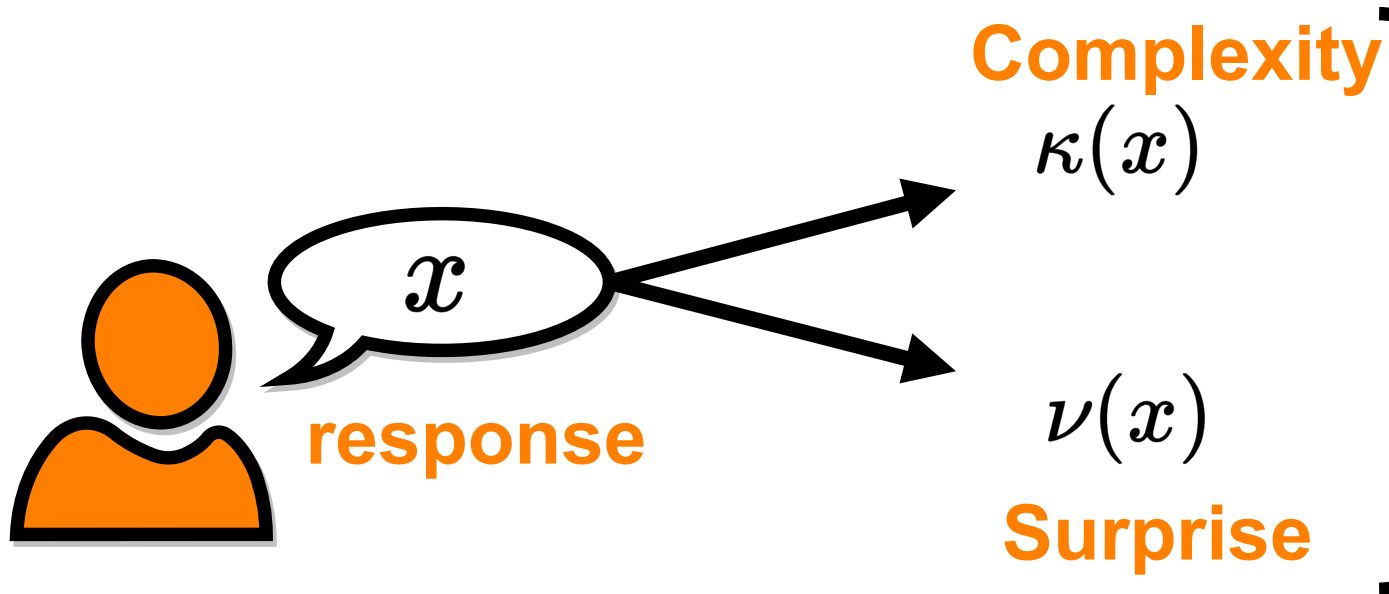 Complexity
κ(x)
x
response
ν(x)
Surprise